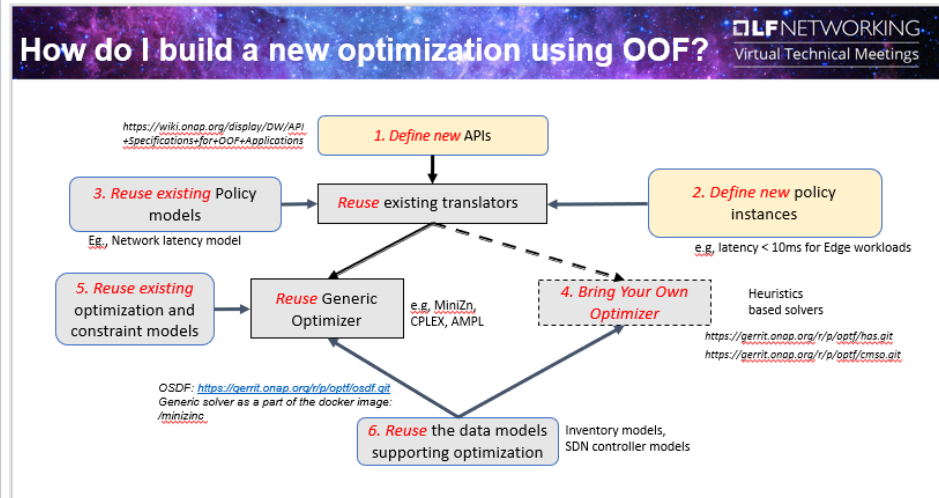 How do I build a new optimization using OOF?
LFNETWORKING
Virtual Technical Meetings
https://wiki.onap.org/display/DW/API
+Specifications+for+OOF+Applications
1. Define new APIs
3. Reuse existing Policy
models
Eg., Network latency model
Reuse existing translators
2. Define new policy
instances
e.g, latency < 10ms for Edge workloads
5. Reuse existing
optimization and
constraint models
Reuse Generic
Optimizer
e.g, MiniZn,
CPLEX, AMPL
4. Bring Your Own
Optimizer
Heuristics
based solvers
https://gerrit.onap.org/r/p/optf/has.git
https://gerrit.onap.org/r/p/optf/cmso.git
OSDF: https://gerrit.onap.org/r/p/optf/osdf.git
Generic solver as a part of the docker image:
/minizinc
6. Reuse the data models
supporting optimization
Inventory models,
SDN controller models